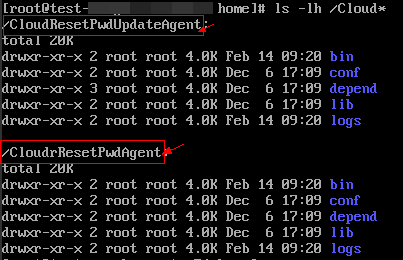 [root@test- home]# ls -lh /Cloud*
/CloudResetPwdUpdateAgent:
total 20K
drwxr-xr-x 2 root root 4.0K Feb 14 09:20 bin
drwxr-xr-x 2 root root 4.0K Dec 6 17:09 conf
drwxr-xr-x 3 root root 4.0K Dec 6 17:09 depend
drwxr-xr-x 2 root root 4.0K Dec 6 17:09 lib
drwxr-xr-x 2 root root 4.0K Feb 14 09:20 logs
/CloudrResetPwdAgent:
total 20K
drwxr-xr-x 2 root root 4.0K Feb 14 09:20 bin
drwxr-xr-x 2 root root 4.0K Dec 6 17:09 conf
drwxr-xr-x 2 root root 4.0K Dec 6 17:09 depend
drwxr-xr-x 2 root root 4.0K Dec 6 17:09 lib
drwxr-xr-x 2 root root 4.0K Feb 14 09:20 logs